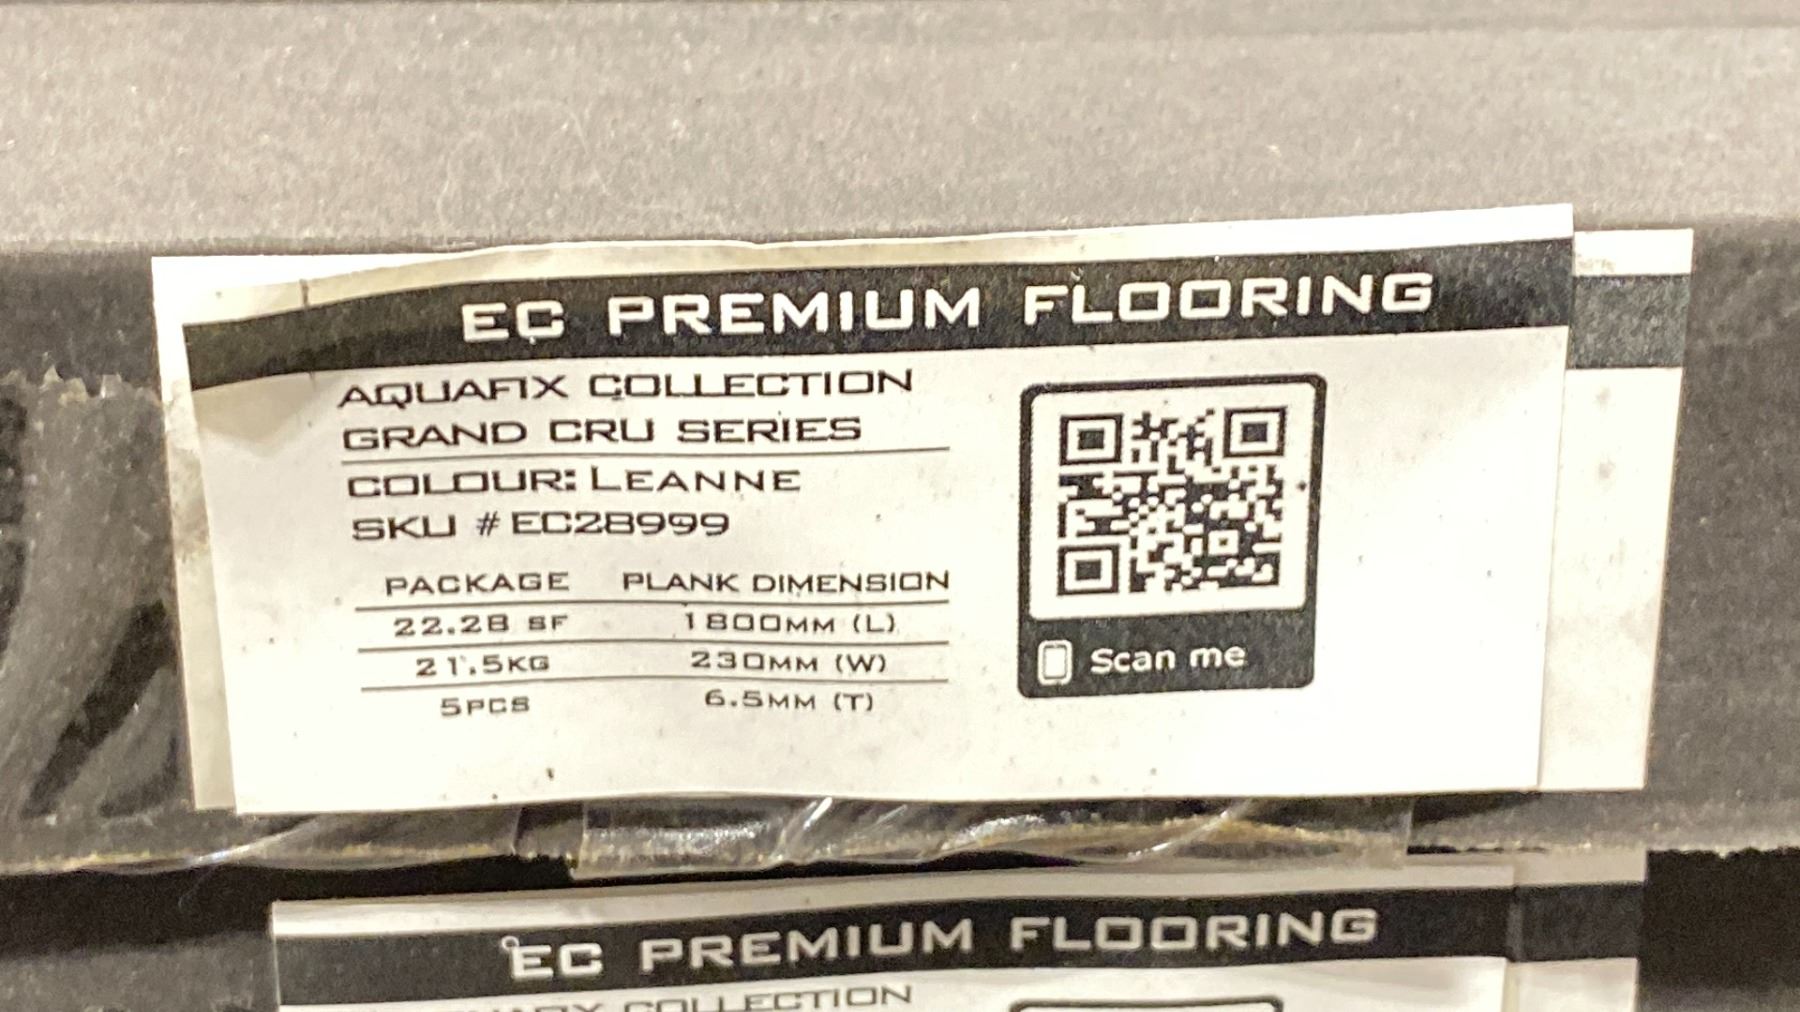 EC PREMIUM FLOORING
AQUAFIX COLLECTION
GRAND CRU SERIES
COLOUR: LEANNE
SKU # EC28999
PACKAGE PLANK DIMENSION
22.28 SF 1800MM (L)
21.5KG 230MM (W)
5PCS 6.5MM (T)
Scan me
EC PREMIUM FLOORING
COLLECTION